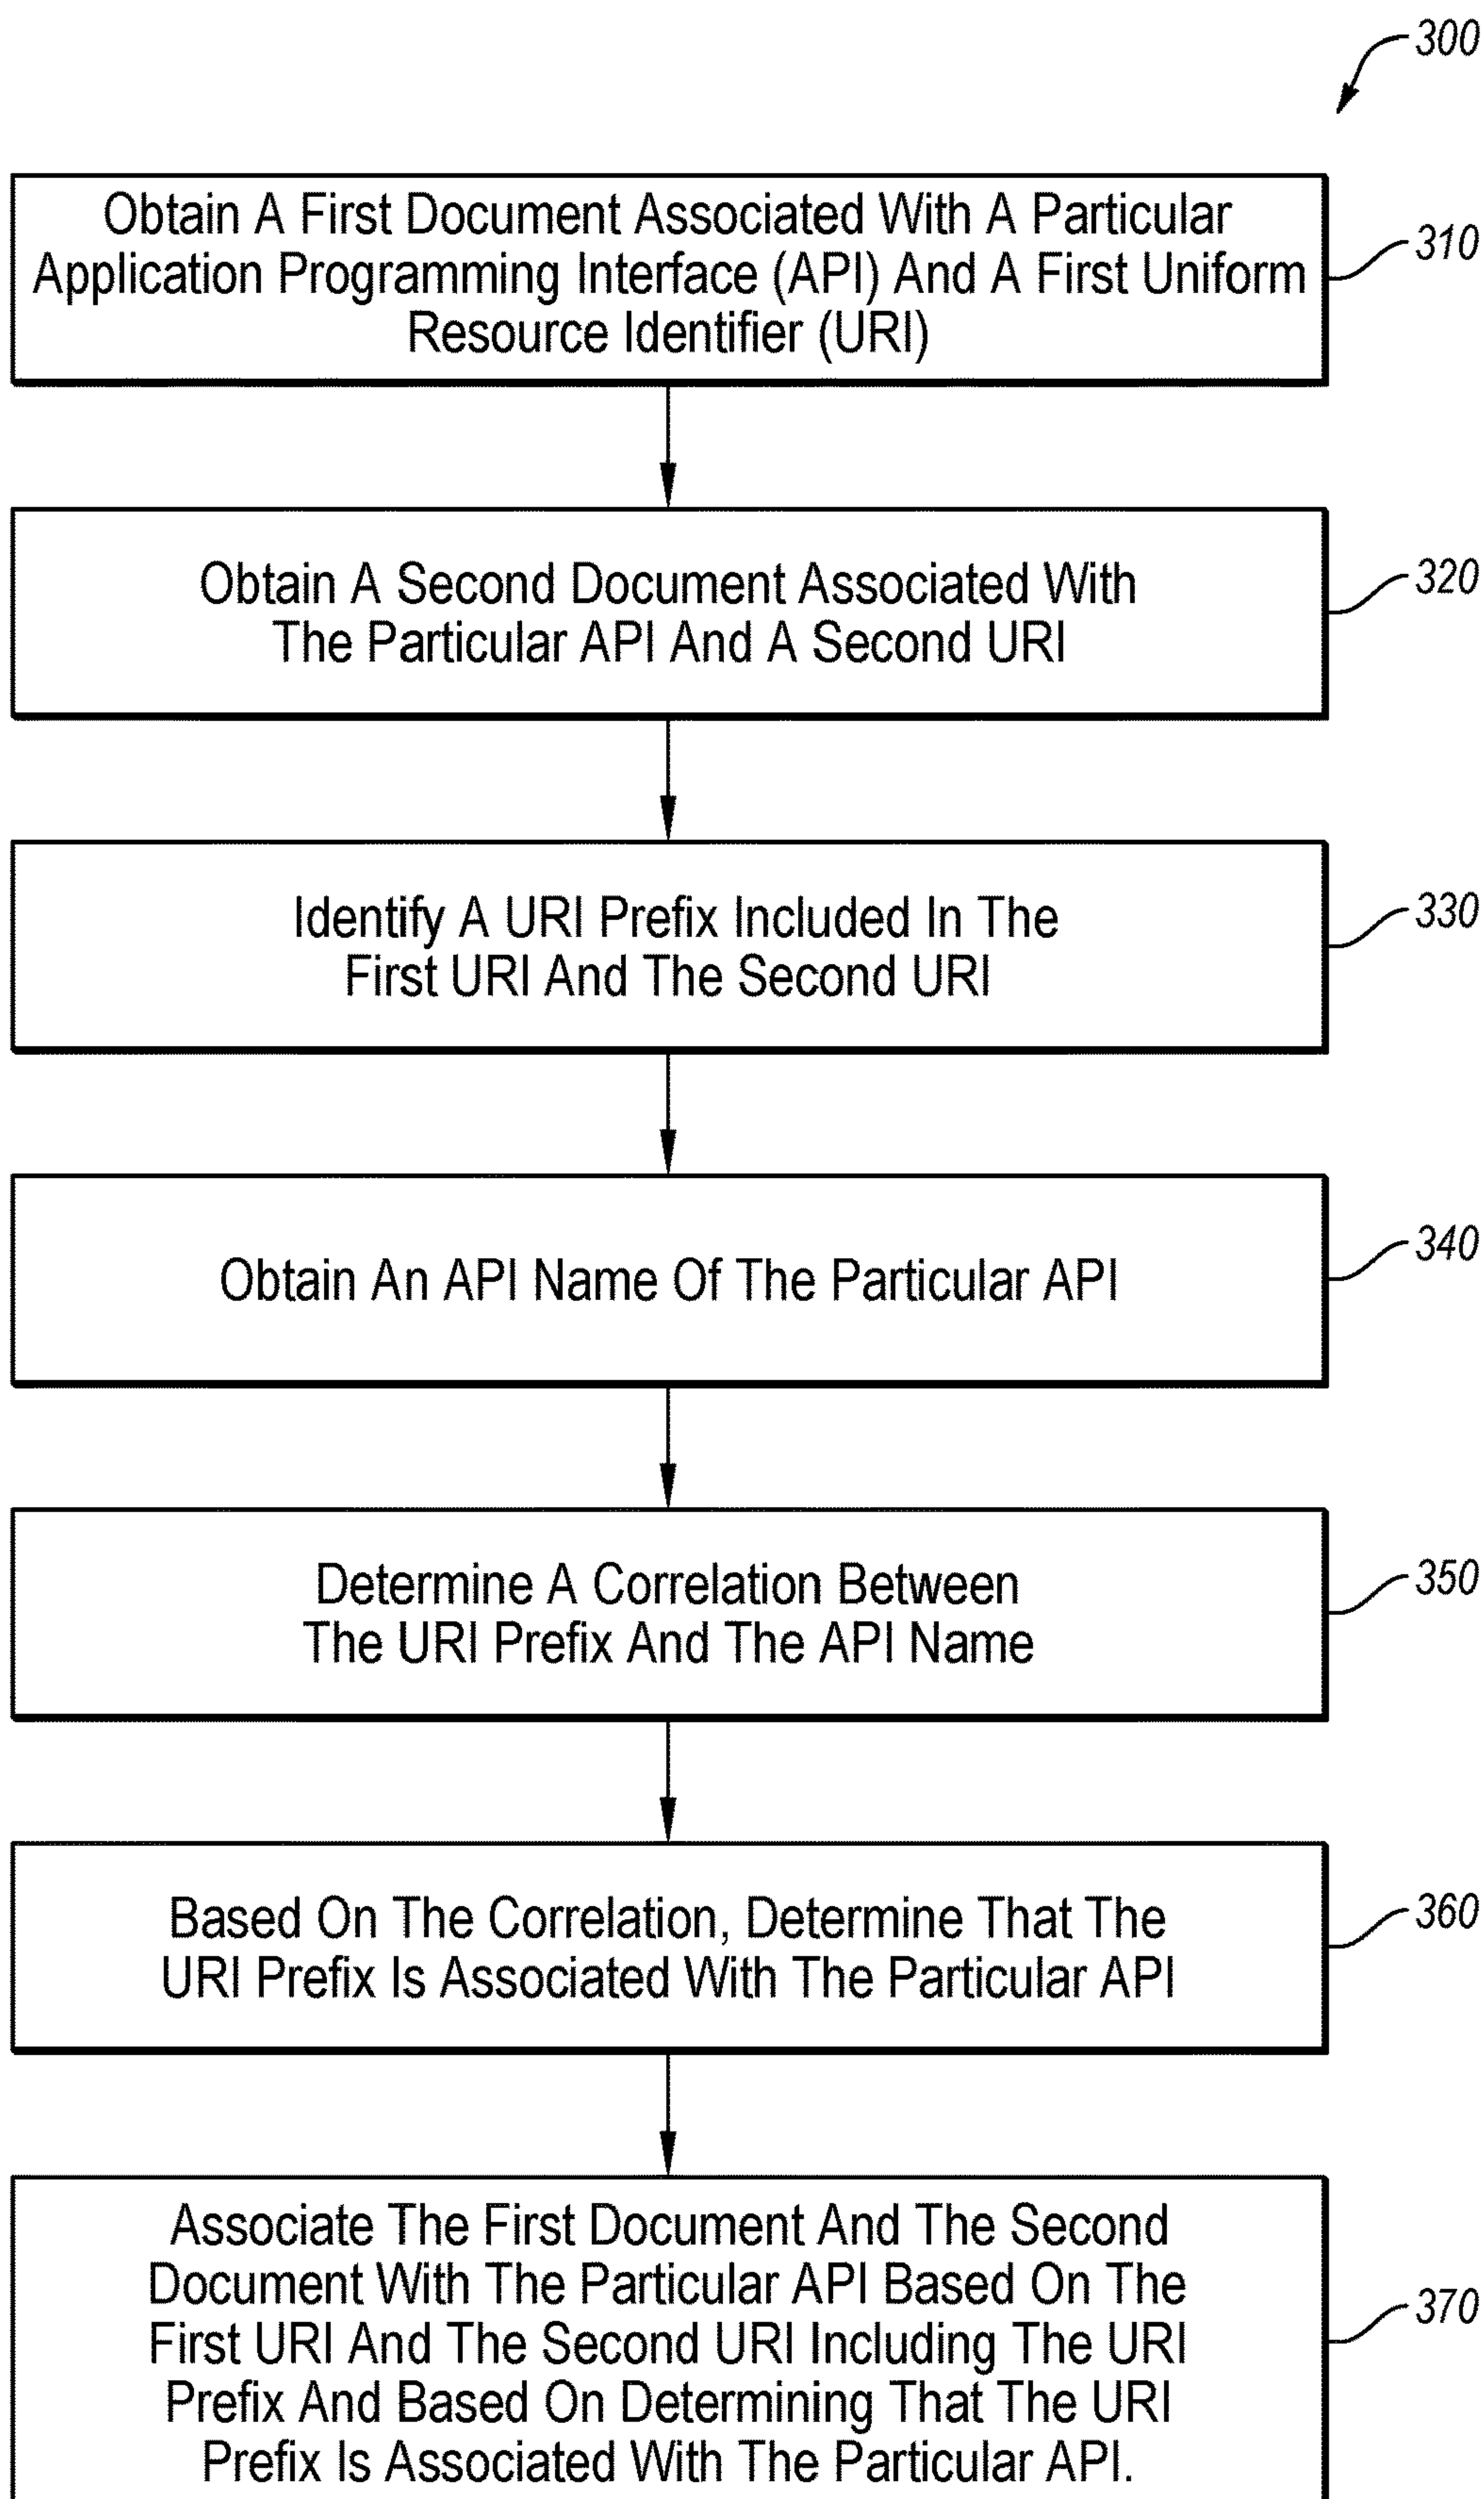 300
Obtain A First Document Associated With A Particular
Application Programming Interface (API) And A First Uniform
Resource Identifier (URI)
310
Obtain A Second Document Associated With
The Particular API And A Second URI
320
Identify A URI Prefix Included In The
First URI And The Second URI
330
Obtain An API Name Of The Particular API
340
Determine A Correlation Between
The URI Prefix And The API Name
350
Based On The Correlation, Determine That The
URI Prefix Is Associated With The Particular API
360
Associate The First Document And The Second
Document With The Particular API Based On The
First URI And The Second URI Including The URI
Prefix And Based On Determining That The URI
Prefix Is Associated With The Particular API.
370